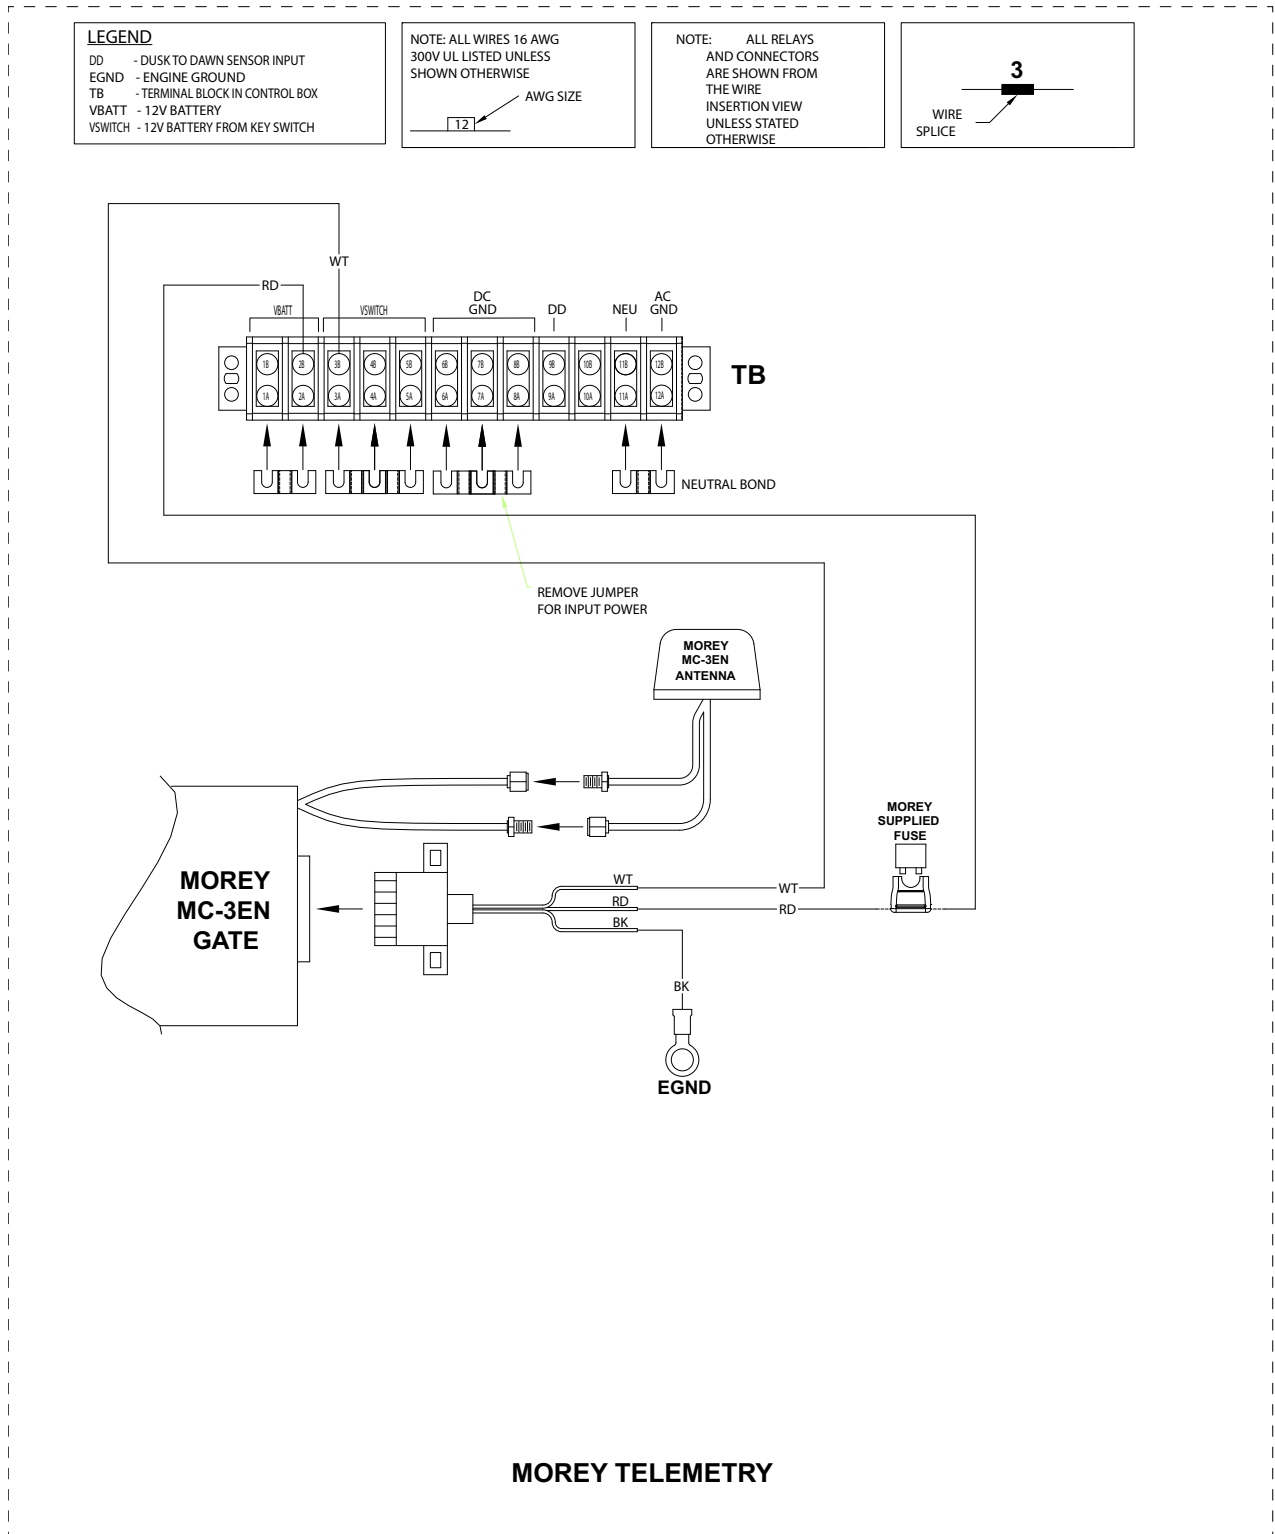 LEGEND
DD - DUSK TO DAWN SENSOR INPUT
EGND - ENGINE GROUND
TB - TERMINAL BLOCK IN CONTROL BOX
VBATT - 12V BATTERY
VSWITCH - 12V BATTERY FROM KEY SWITCH
NOTE: ALL WIRES 16 AWG
300V UL LISTED UNLESS
SHOWN OTHERWISE
AWG SIZE
12
NOTE: ALL RELAYS
AND CONNECTORS
ARE SHOWN FROM
THE WIRE
INSERTION VIEW
UNLESS STATED
OTHERWISE
3
WIRE
SPLICE
WT
RD
VBATT
VSWITCH
DC
GND
DD
NEU
AC
GND
1B 2B 3B 4B 5B 6B 7B 8B 9B 10B 11B 12B
1A 2A 3A 4A 5A 6A 7A 8A 9A 10A 11A 12A
TB
NEUTRAL BOND
REMOVE JUMPER
FOR INPUT POWER
MOREY
MC-3EN
ANTENNA
MOREY
SUPPLIED
FUSE
MOREY
MC-3EN
GATE
WT
WT
RD
RD
BK
BK
EGND
MOREY TELEMETRY